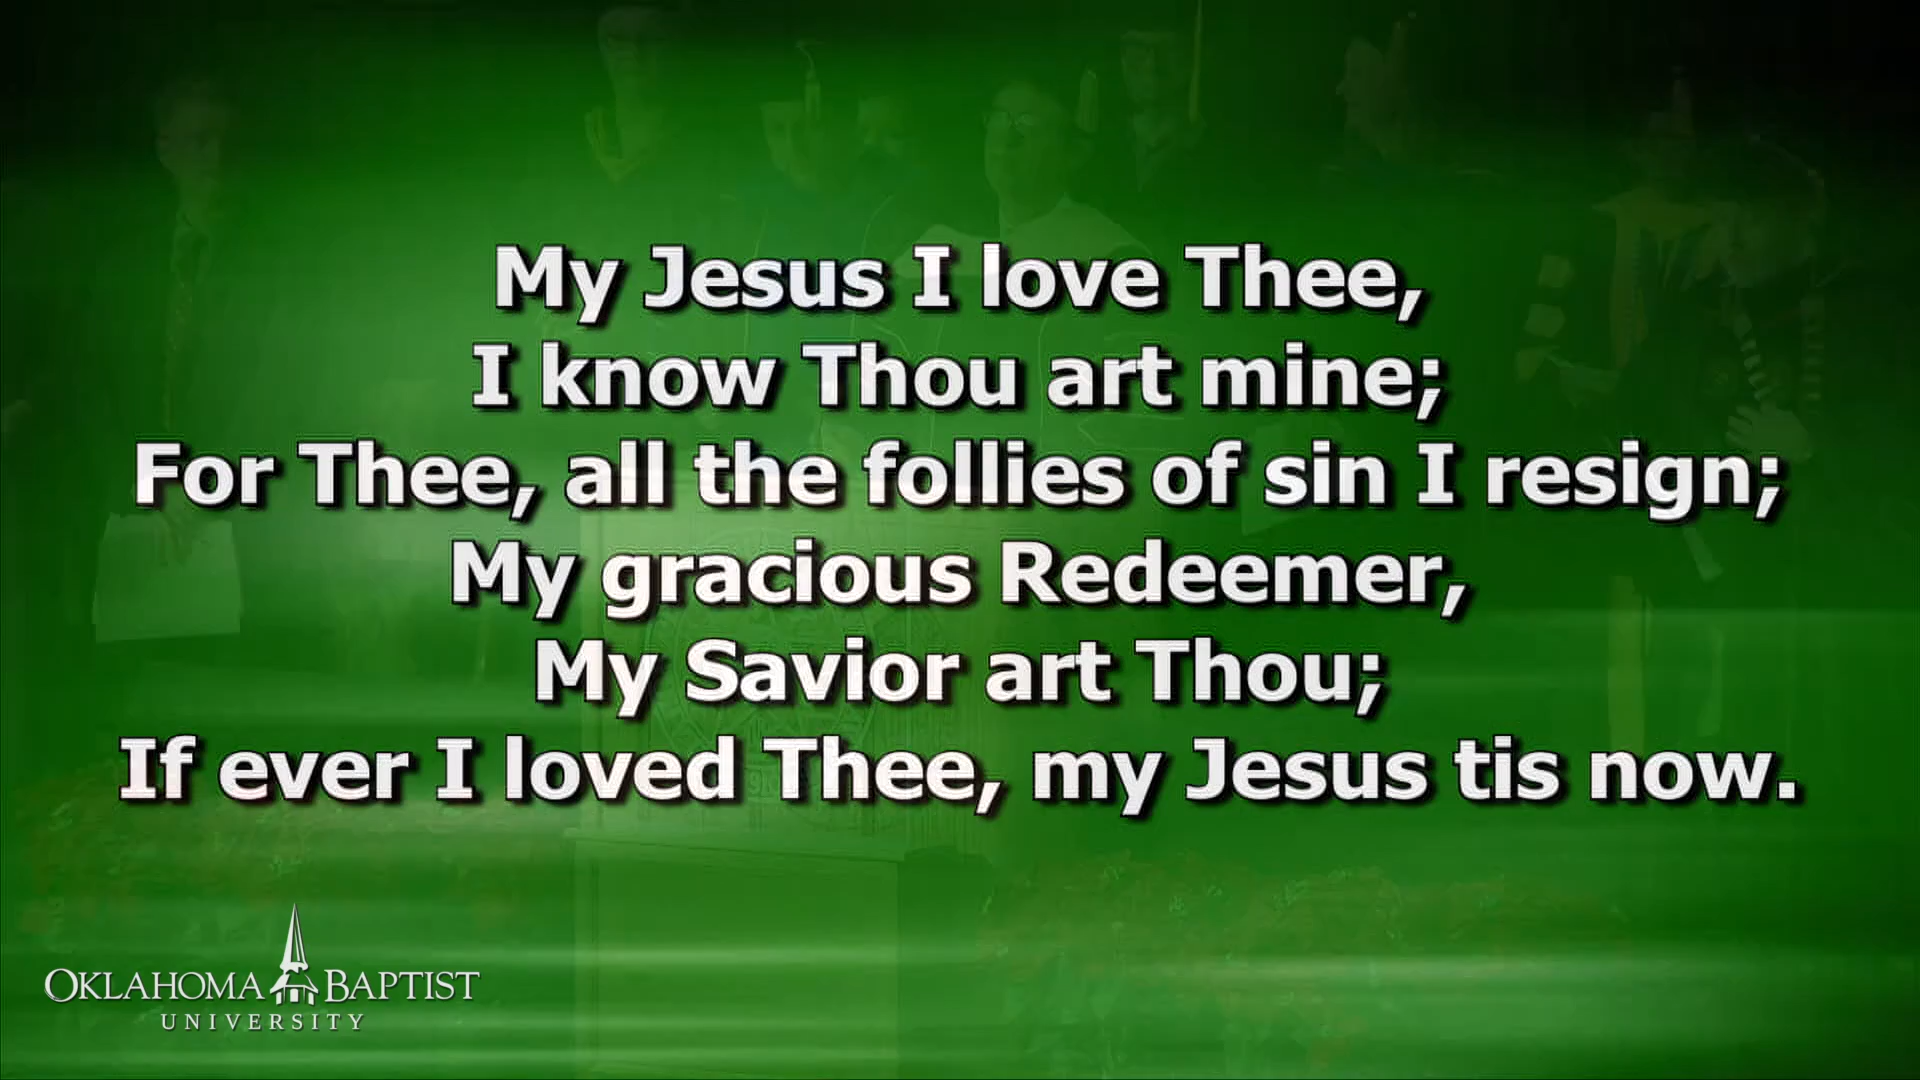 My Jesus I love Thee,
I know Thou art mine;
For Thee, all the follies of sin I resign;
My gracious Redeemer,
My Savior art Thou;
If ever I loved Thee, my Jesus tis now.
OKLAHOMA BAPTIST
UNIVERSITY